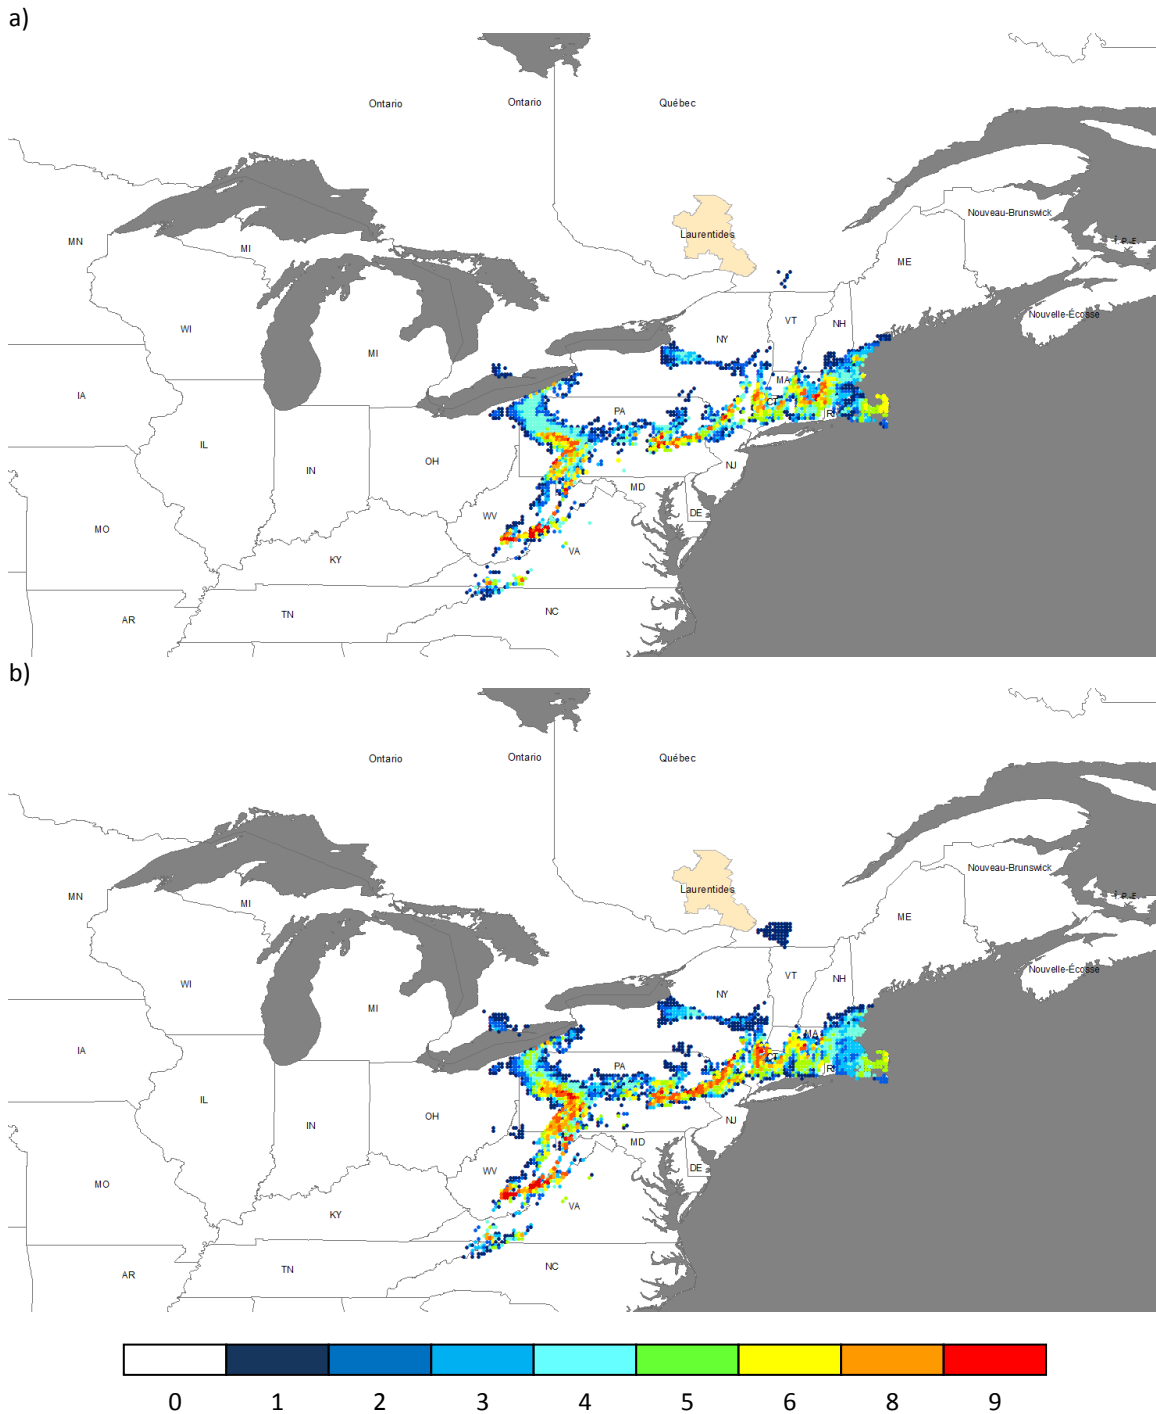 a)
Ontario
Ontario
Québec
Nouveau-Brunswick
Laurentides
MN
MI
Î.-P.-É.
ME
Nouvelle-Écosse
WI
VT
NH
NY
MI
MA
IA
CT
PA
RI
IL
IN
OH
NJ
MD
WV
DE
MO
VA
KY
TN
NC
AR
b)
Ontario
Ontario
Québec
Nouveau-Brunswick
Laurentides
MN
MI
ME
Nouvelle-Écosse
WI
VT
NH
NY
MI
MA
IA
CT
PA
IL
IN
OH
NJ
MD
WV
DE
MO
VA
KY
TN
NC
AR
0 1 2 3 4 5 6 8 9